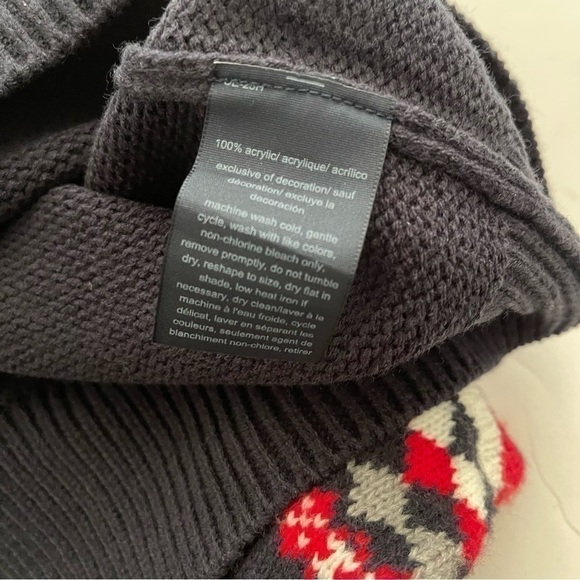 100% acrylic/ acrylique/ acrílico
exclusive of decoration/ sauf
décoration/ excluye la
decoración
machine wash cold, gentle
cycle, wash with like colors,
non-chlorine bleach only,
remove promptly, do not tumble
dry, reshape to size, dry flat in
shade, low heat iron if
necessary, dry clean/laver à la
machine à l'eau froide, cycle
délicat, laver en séparant les
couleurs, seulement agent de
blanchiment non-chlore, retirer